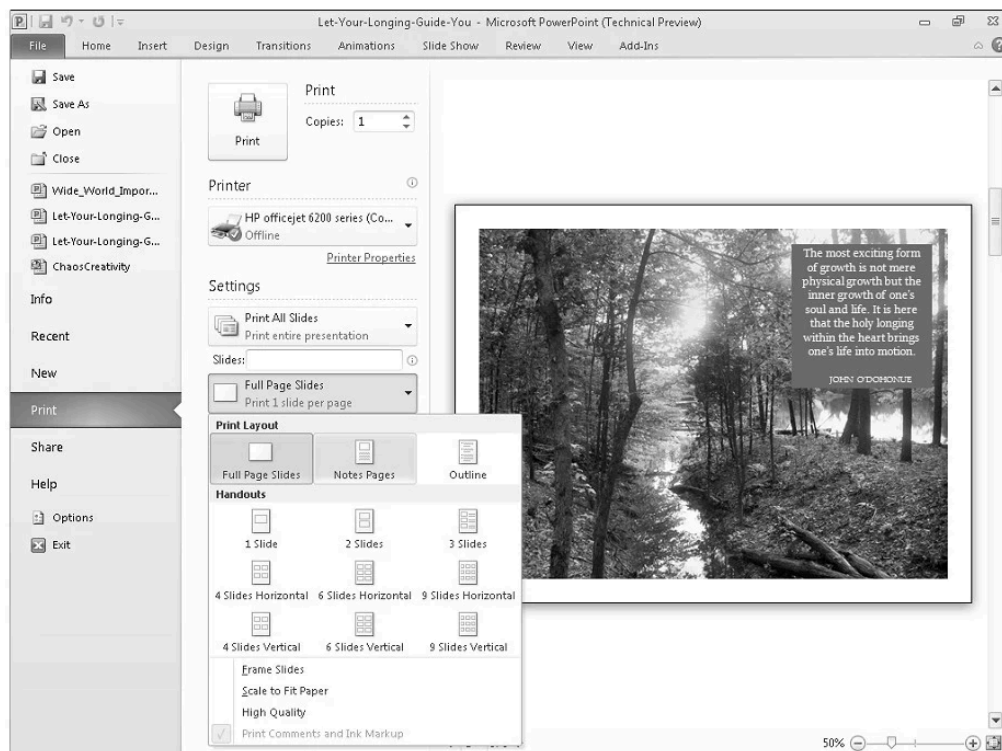 Let-Your-Longing-Guide-You - Microsoft PowerPoint (Technical Preview)
File Home Insert Design Transitions Animations Slide Show Review View Add-Ins
Save
Save As
Open
Close
Wide_World_Impor...
Let-Your-Longing-G...
Let-Your-Longing-G...
ChaosCreativity
Info
Recent
New
Print
Share
Help
Options
Exit
Print
Print
Copies: 1
Printer
HP officejet 6200 series (Co...
Offline
Printer Properties
Settings
Print All Slides
Print entire presentation
Slides:
Full Page Slides
Print 1 slide per page
Print Layout
Full Page Slides Notes Pages Outline
Handouts
1 Slide 2 Slides 3 Slides
4 Slides Horizontal 6 Slides Horizontal 9 Slides Horizontal
4 Slides Vertical 6 Slides Vertical 9 Slides Vertical
Frame Slides
Scale to Fit Paper
High Quality
Print Comments and Ink Markup
The most exciting form
of growth is not mere
physical growth but the
inner growth of one's
soul and life. It is here
that the holy longing
within the heart brings
one's life into motion.
JOHN O'DOHONUE
50%